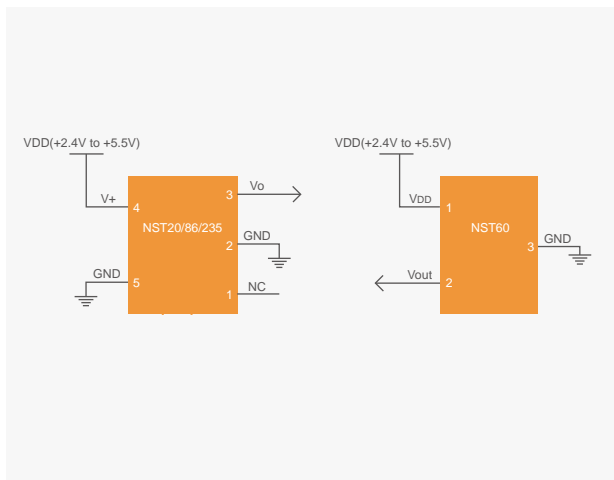 VDD(+2.4V to +5.5V)
V+
4
NST20/86/235
3
Vo
2
GND
GND
5
1
NC
VDD(+2.4V to +5.5V)
VDD
1
NST60
3
GND
Vout
2